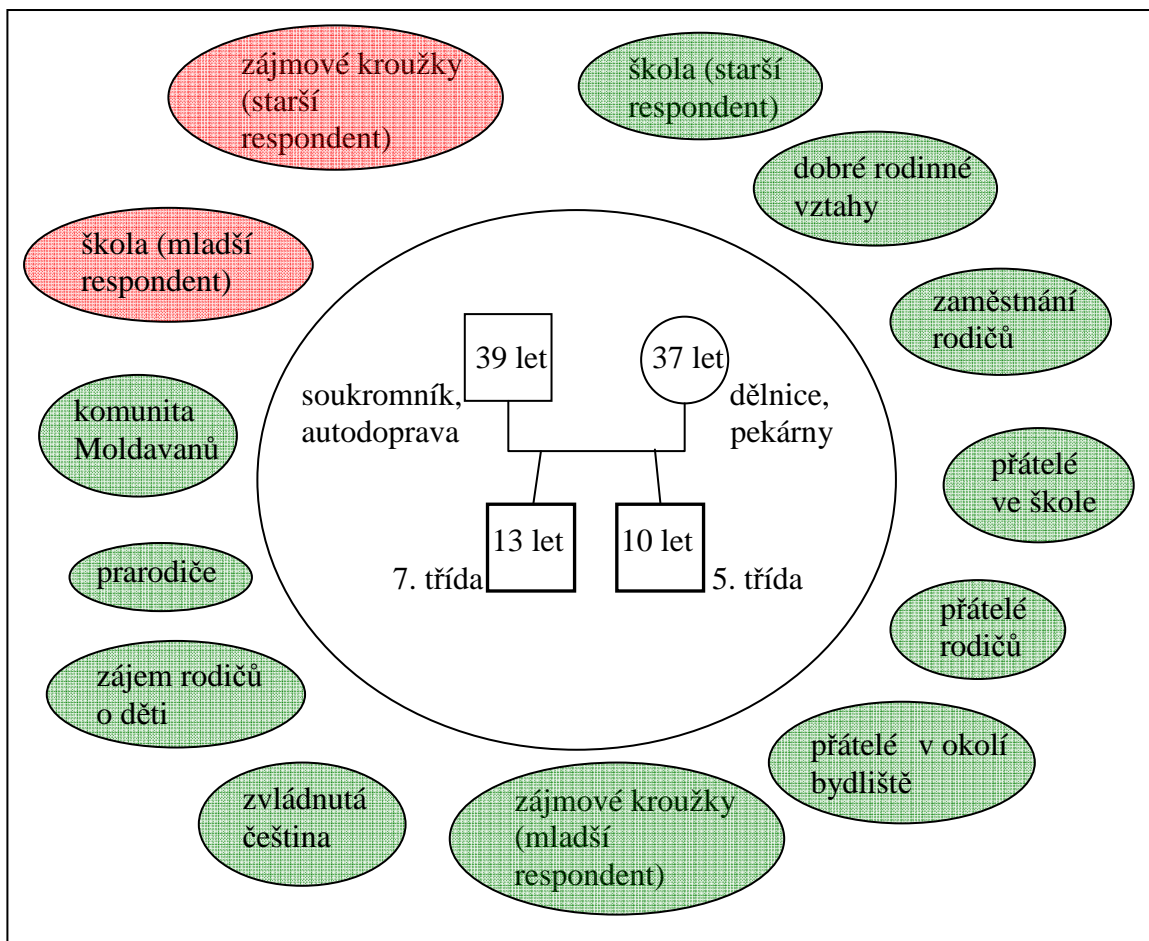 zájmové kroužky
(starší
respondent)
škola (starší
respondent)
dobré rodinné
vztahy
škola (mladší
respondent)
zaměstnání
rodičů
39 let
37 let
soukromník,
autodoprava
dělnice,
pekárny
komunita
Moldavanů
přátelé
ve škole
13 let
10 let
7. třída
5. třída
prarodiče
přátelé
rodičů
zájem rodičů
o děti
přátelé v okolí
bydliště
zvládnutá
čeština
zájmové kroužky
(mladší
respondent)